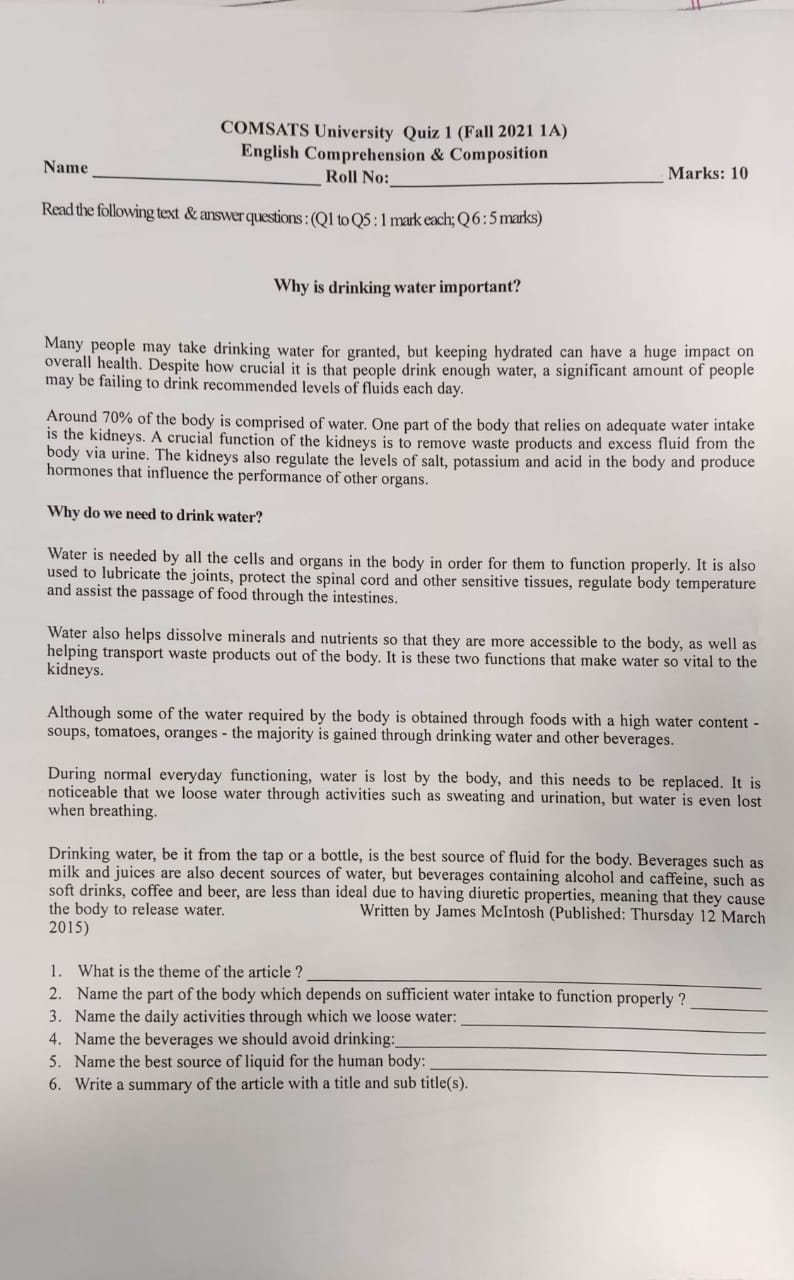 COMSATS University Quiz 1 (Fall 2021 1A)
English Comprehension & Composition
Name ____________ Roll No: ____________ Marks: 10
Read the following text & answer questions : (Q1 to Q5 : 1 mark each; Q 6 : 5 marks)
Why is drinking water important?
Many people may take drinking water for granted, but keeping hydrated can have a huge impact on
overall health. Despite how crucial it is that people drink enough water, a significant amount of people
may be failing to drink recommended levels of fluids each day.
Around 70% of the body is comprised of water. One part of the body that relies on adequate water intake
is the kidneys. A crucial function of the kidneys is to remove waste products and excess fluid from the
body via urine. The kidneys also regulate the levels of salt, potassium and acid in the body and produce
hormones that influence the performance of other organs.
Why do we need to drink water?
Water is needed by all the cells and organs in the body in order for them to function properly. It is also
used to lubricate the joints, protect the spinal cord and other sensitive tissues, regulate body temperature
and assist the passage of food through the intestines.
Water also helps dissolve minerals and nutrients so that they are more accessible to the body, as well as
helping transport waste products out of the body. It is these two functions that make water so vital to the
kidneys.
Although some of the water required by the body is obtained through foods with a high water content -
soups, tomatoes, oranges - the majority is gained through drinking water and other beverages.
During normal everyday functioning, water is lost by the body, and this needs to be replaced. It is
noticeable that we loose water through activities such as sweating and urination, but water is even lost
when breathing.
Drinking water, be it from the tap or a bottle, is the best source of fluid for the body. Beverages such as
milk and juices are also decent sources of water, but beverages containing alcohol and caffeine, such as
soft drinks, coffee and beer, are less than ideal due to having diuretic properties, meaning that they cause
the body to release water. Written by James McIntosh (Published: Thursday 12 March
2015)
1. What is the theme of the article ? ____________
2. Name the part of the body which depends on sufficient water intake to function properly ? ________
3. Name the daily activities through which we loose water: ____________
4. Name the beverages we should avoid drinking:____________
5. Name the best source of liquid for the human body: ____________
6. Write a summary of the article with a title and sub title(s).